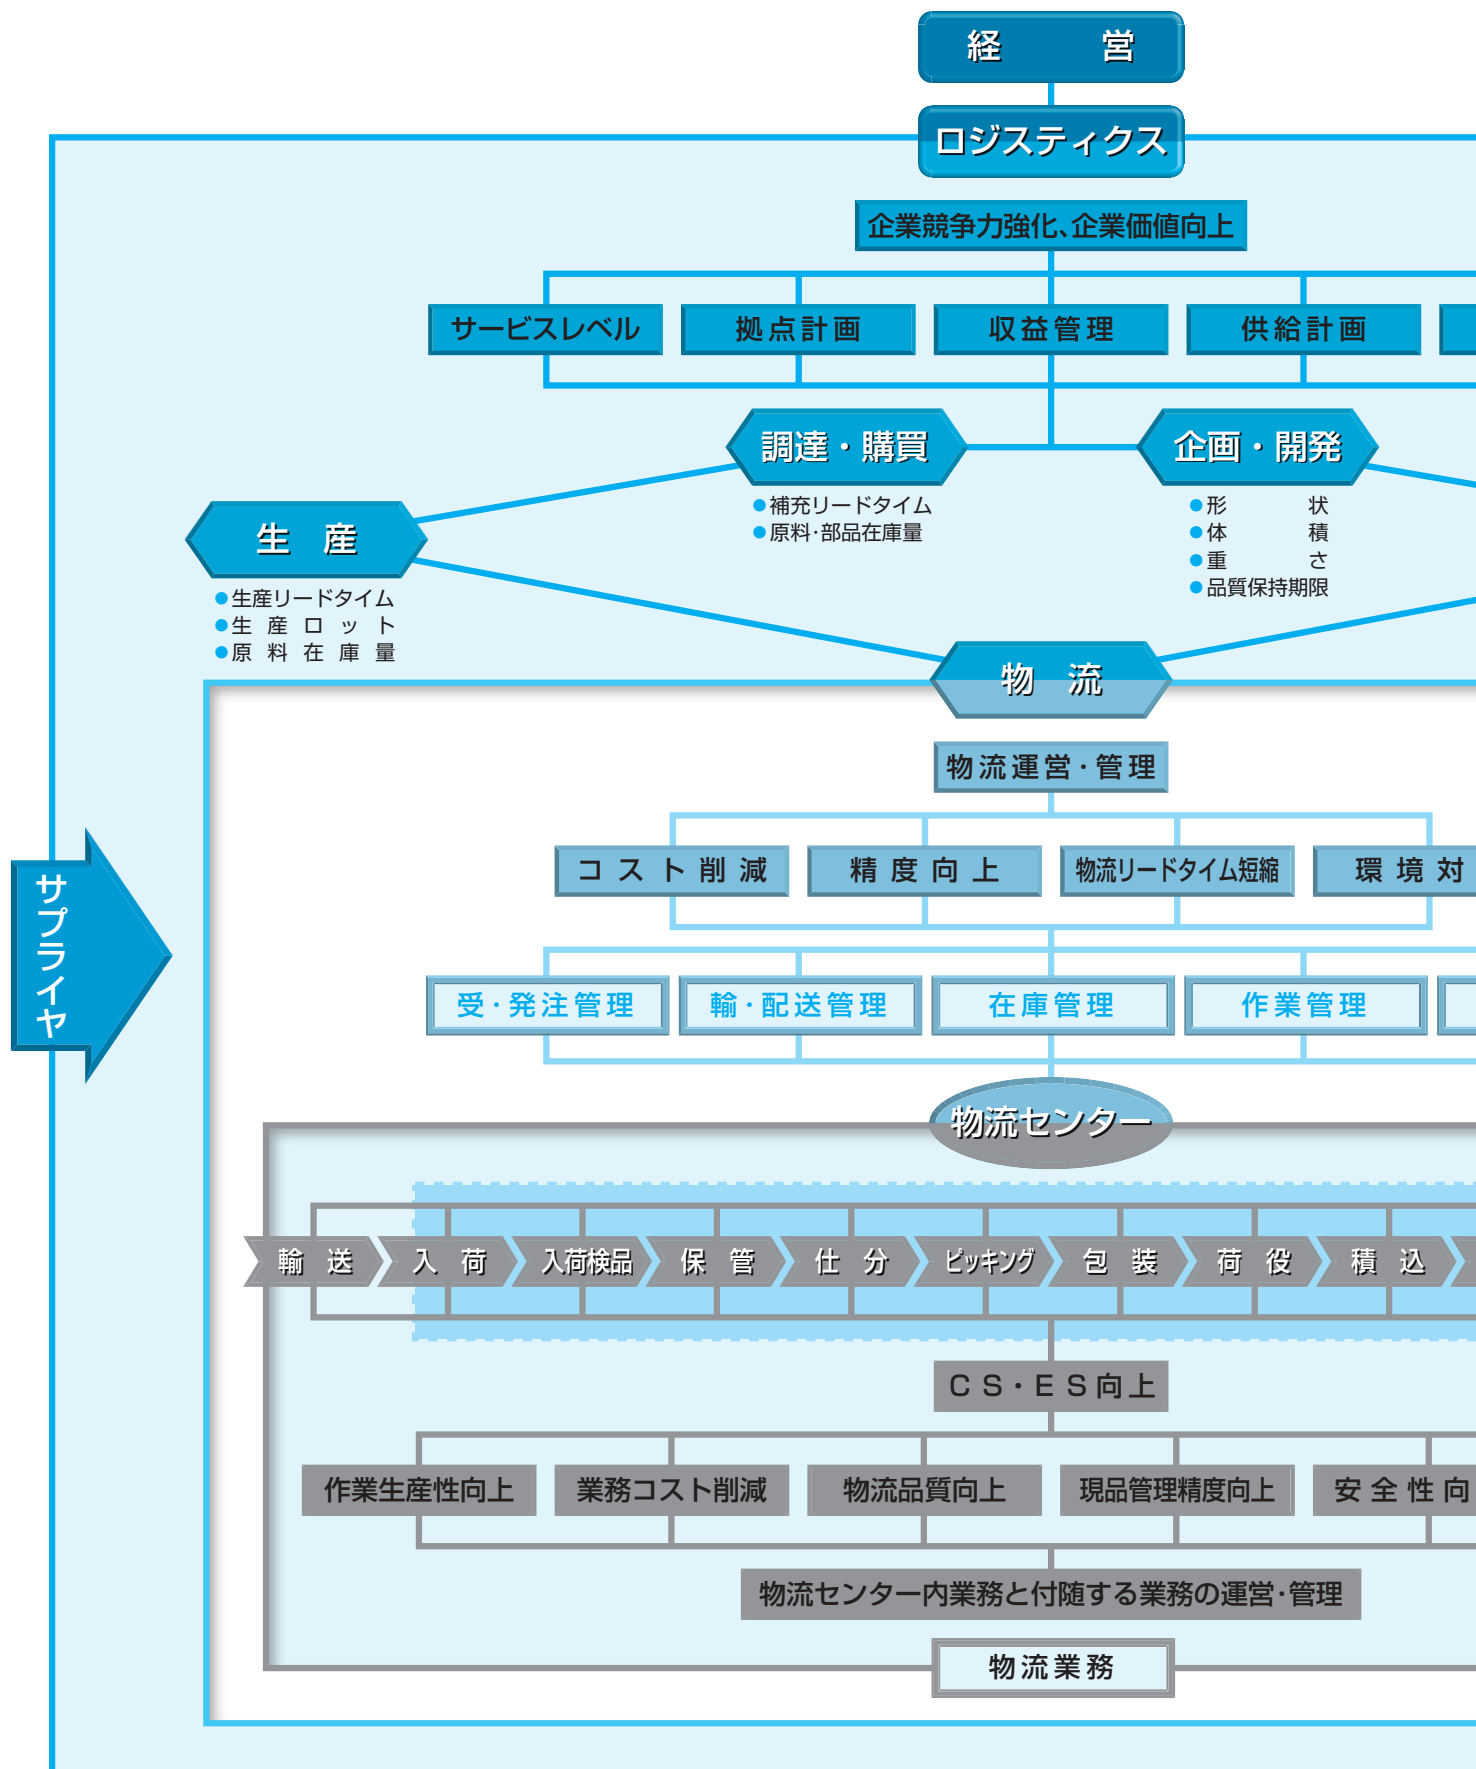 経 営
ロジスティクス
企業競争力強化、企業価値向上
サービスレベル
拠点計画
収益管理
供給計画
調達・購買
企画・開発
●補充リードタイム
●原料・部品在庫量
●形 状
●体 積
●重 さ
●品質保持期限
生 産
●生産リードタイム
●生産ロット
●原料在庫量
物 流
物流運営・管理
コスト削減
精度向上
物流リードタイム短縮
環境対
サプライヤ
受・発注管理
輸・配送管理
在庫管理
作業管理
物流センター
輸 送
入 荷
入荷検品
保 管
仕 分
ピッキング
包 装
荷 役
積 込
CS・ES向上
作業生産性向上
業務コスト削減
物流品質向上
現品管理精度向上
安全性向
物流センター内業務と付随する業務の運営・管理
物流業務